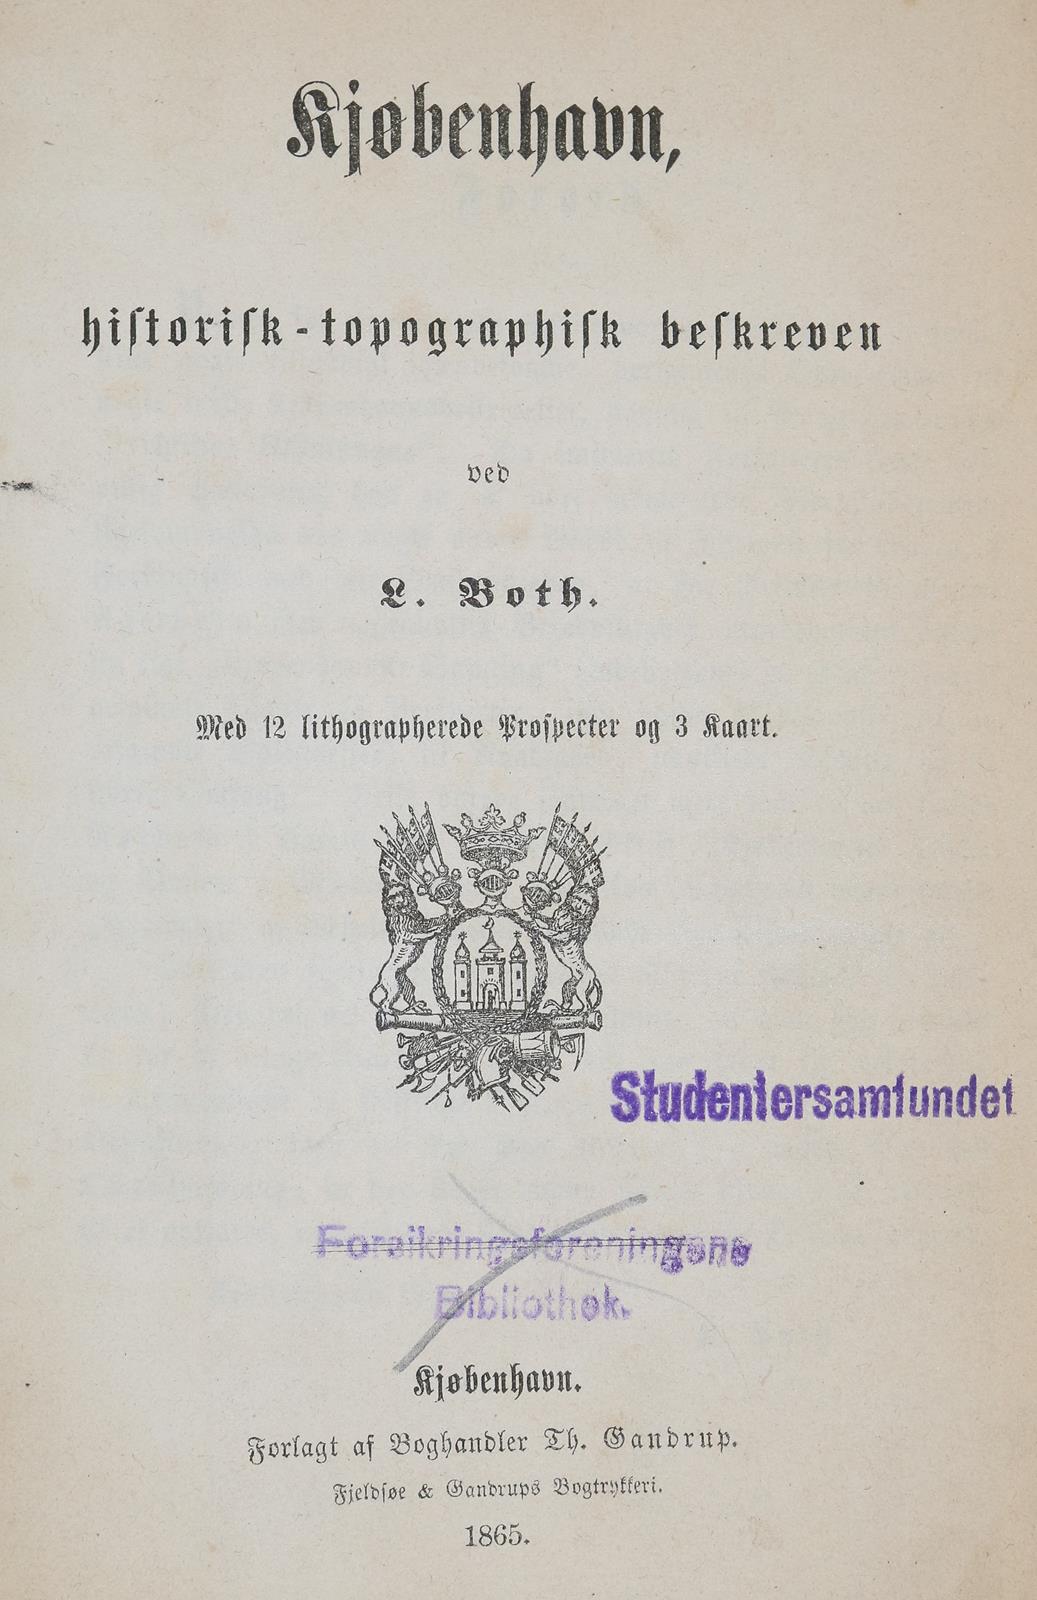 Kjøbenhavn,
historisk-topographisk beskreven
ved
L. Both.
Med 12 lithographerede Prospecter og 3 Kaart.
Studentersamfundet
Forsikringsforeningens
Bibliothek.
Kjøbenhavn.
Forlagt af Boghandler Th. Gandrup.
Fjeldsøe & Gandrups Bogtrykkeri.
1865.